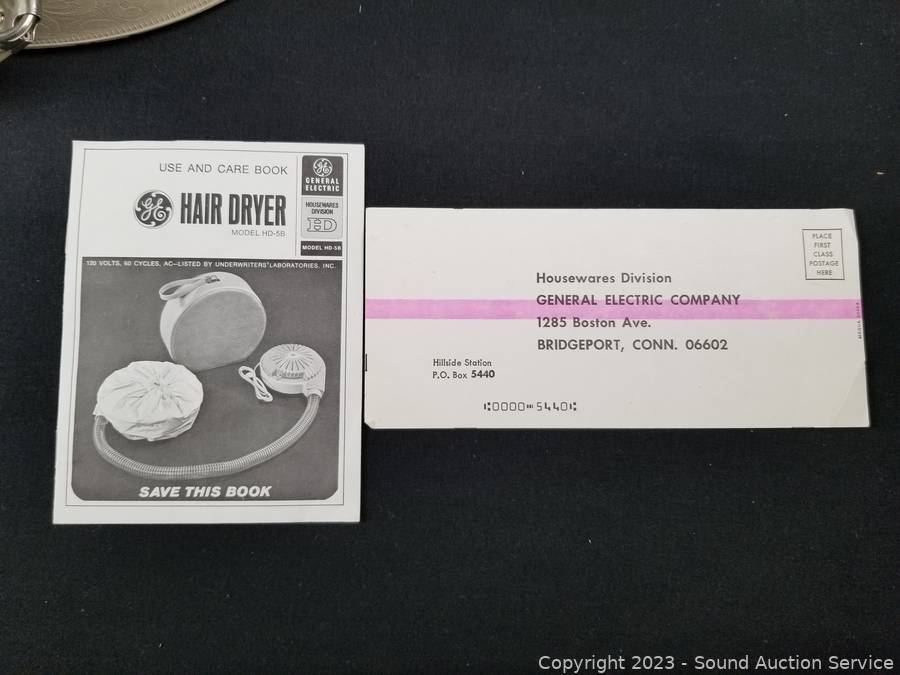 USE AND CARE BOOK
GE HAIR DRYER
MODEL HD-5B
GE
GENERAL
ELECTRIC
HOUSEWARES
DIVISION
HD
MODEL HD-5B
120 VOLTS, 60 CYCLES, AC—LISTED BY UNDERWRITERS' LABORATORIES, INC.
SAVE THIS BOOK
PLACE
FIRST
CLASS
POSTAGE
HERE
Housewares Division
GENERAL ELECTRIC COMPANY
1285 Boston Ave.
BRIDGEPORT, CONN. 06602
Hillside Station
P.O. Box 5440
⑆0000⑉5440⑆
Copyright 2023 - Sound Auction Service